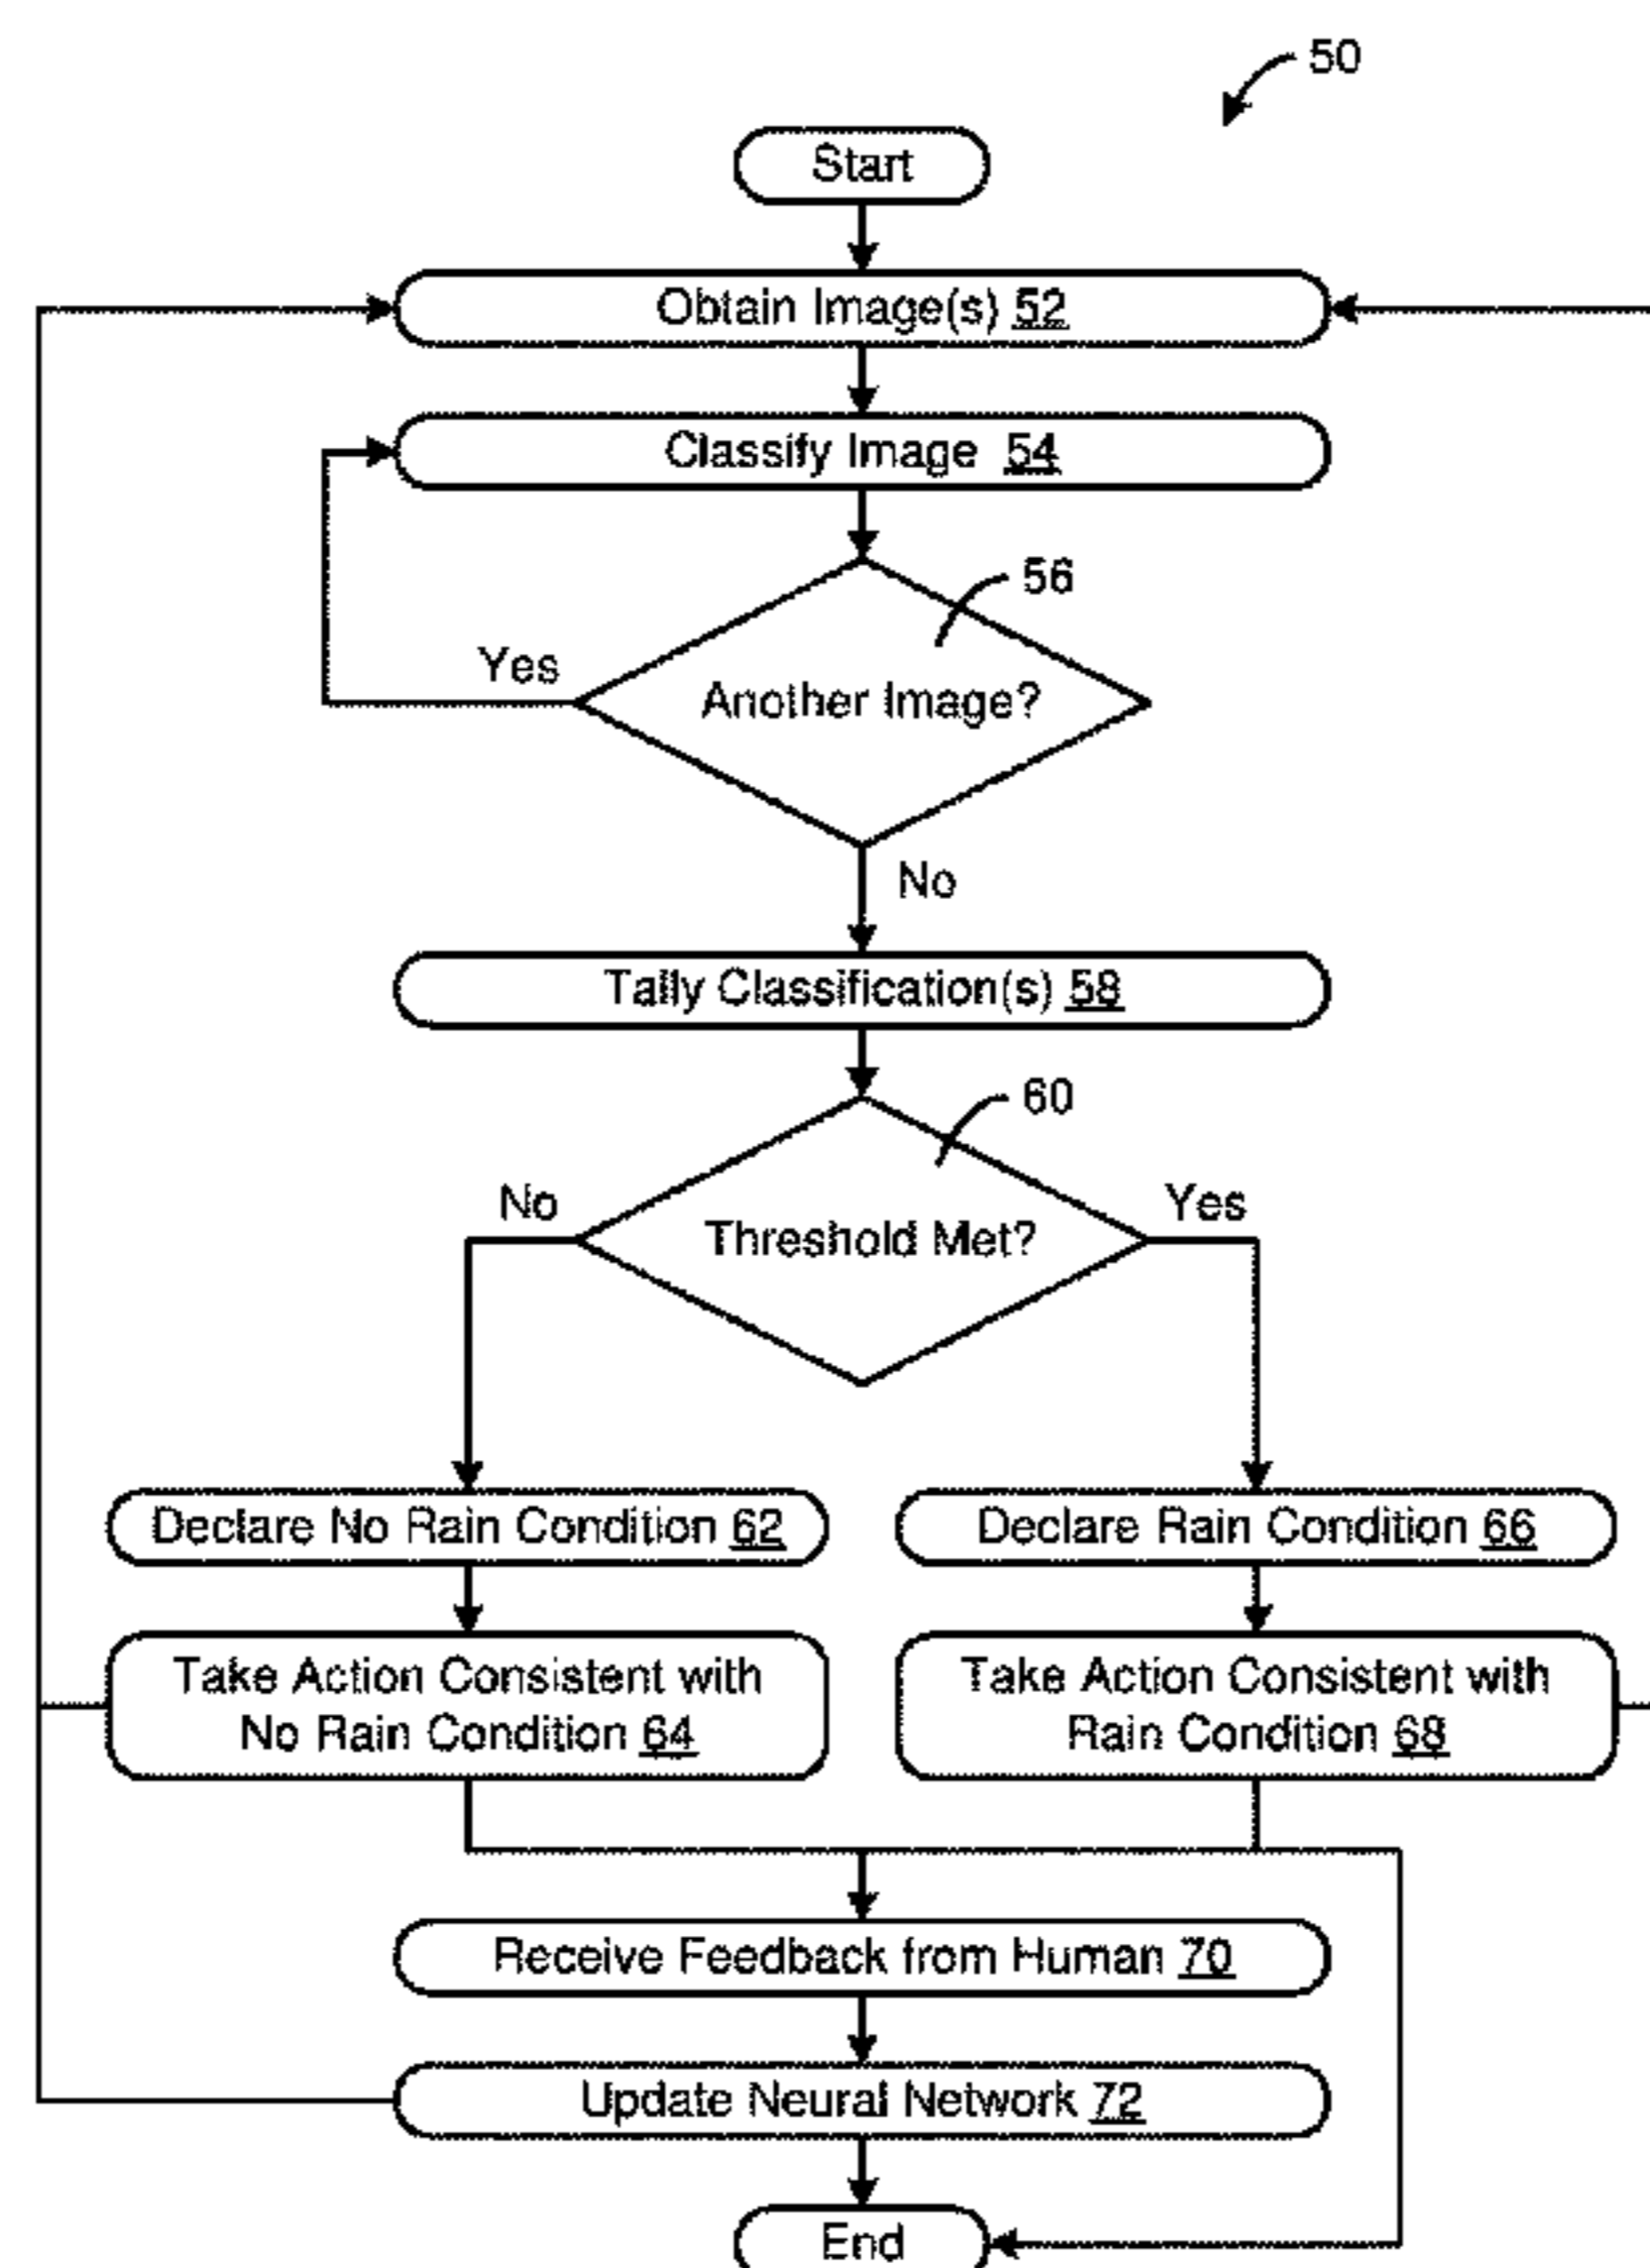 50
Start
Obtain Image(s) 52
Classify Image 54
56
Yes
Another Image?
No
Tally Classification(s) 58
60
No
Yes
Threshold Met?
Declare No Rain Condition 62
Declare Rain Condition 66
Take Action Consistent with
No Rain Condition 64
Take Action Consistent with
Rain Condition 68
Receive Feedback from Human 70
Update Neural Network 72
End